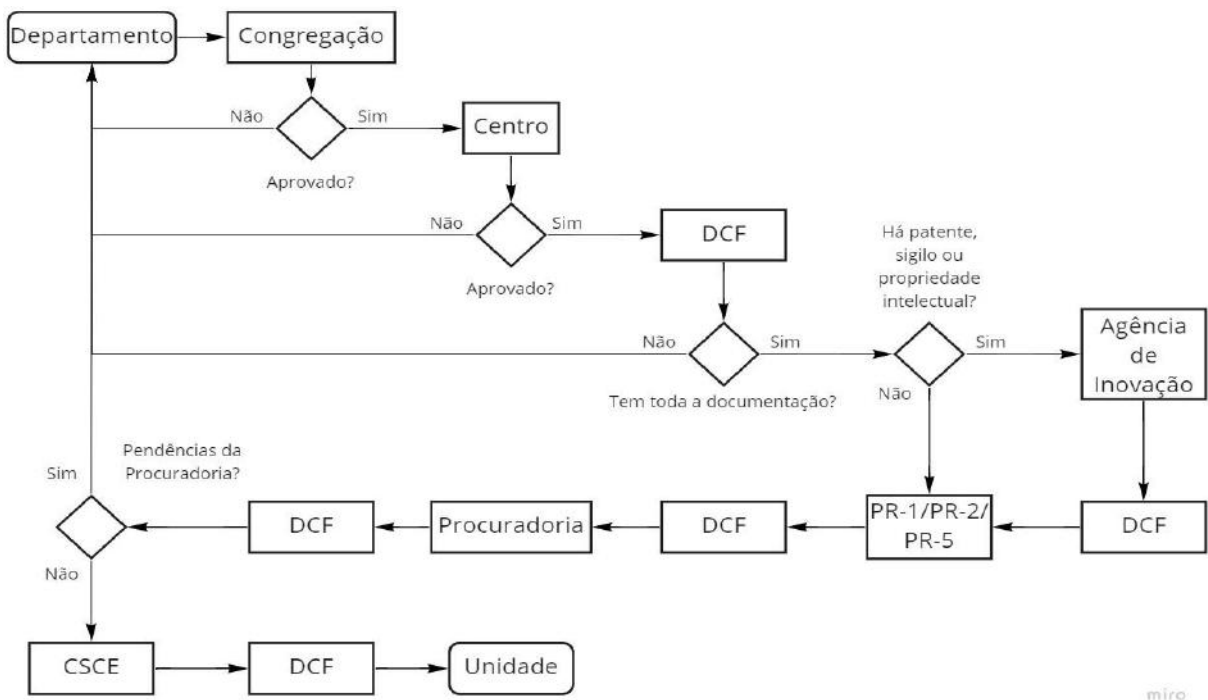 Departamento
Congregação
Não
Sim
Aprovado?
Centro
Não
Sim
Aprovado?
DCF
Não
Sim
Tem toda a documentação?
Há patente,
sigilo ou
propriedade
intelectual?
Sim
Não
Agência
de
Inovação
DCF
PR-1/PR-2/
PR-5
DCF
Procuradoria
DCF
Pendências da
Procuradoria?
Sim
Não
CSCE
DCF
Unidade
miro